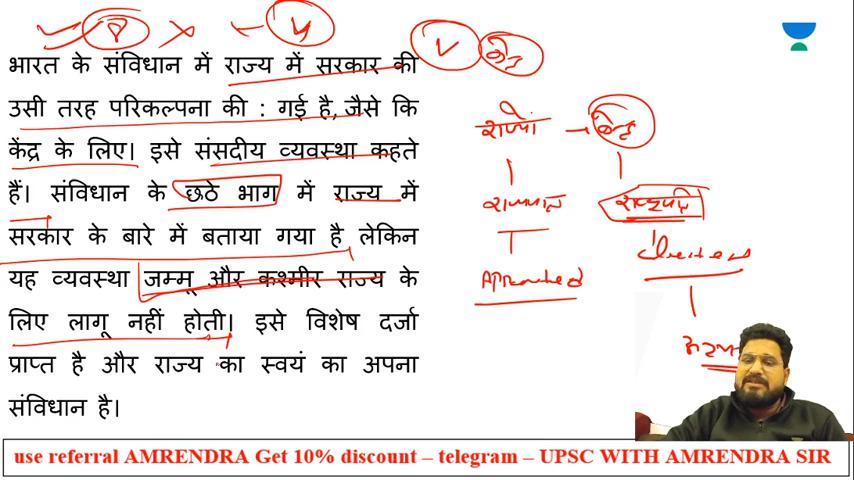 भारत के संविधान में राज्य में सरकार की
उसी तरह परिकल्पना की : गई है, जैसे कि
केंद्र के लिए। इसे संसदीय व्यवस्था कहते
हैं। संविधान के छठे भाग में राज्य में
सरकार के बारे में बताया गया है लेकिन
यह व्यवस्था जम्मू और कश्मीर राज्य के
लिए लागू नहीं होती। इसे विशेष दर्जा
प्राप्त है और राज्य का स्वयं का अपना
संविधान है।
V केंद्र
राज्यों → केंद्र
राज्यपाल राष्ट्रपति
use referral AMRENDRA Get 10% discount – telegram – UPSC WITH AMRENDRA SIR